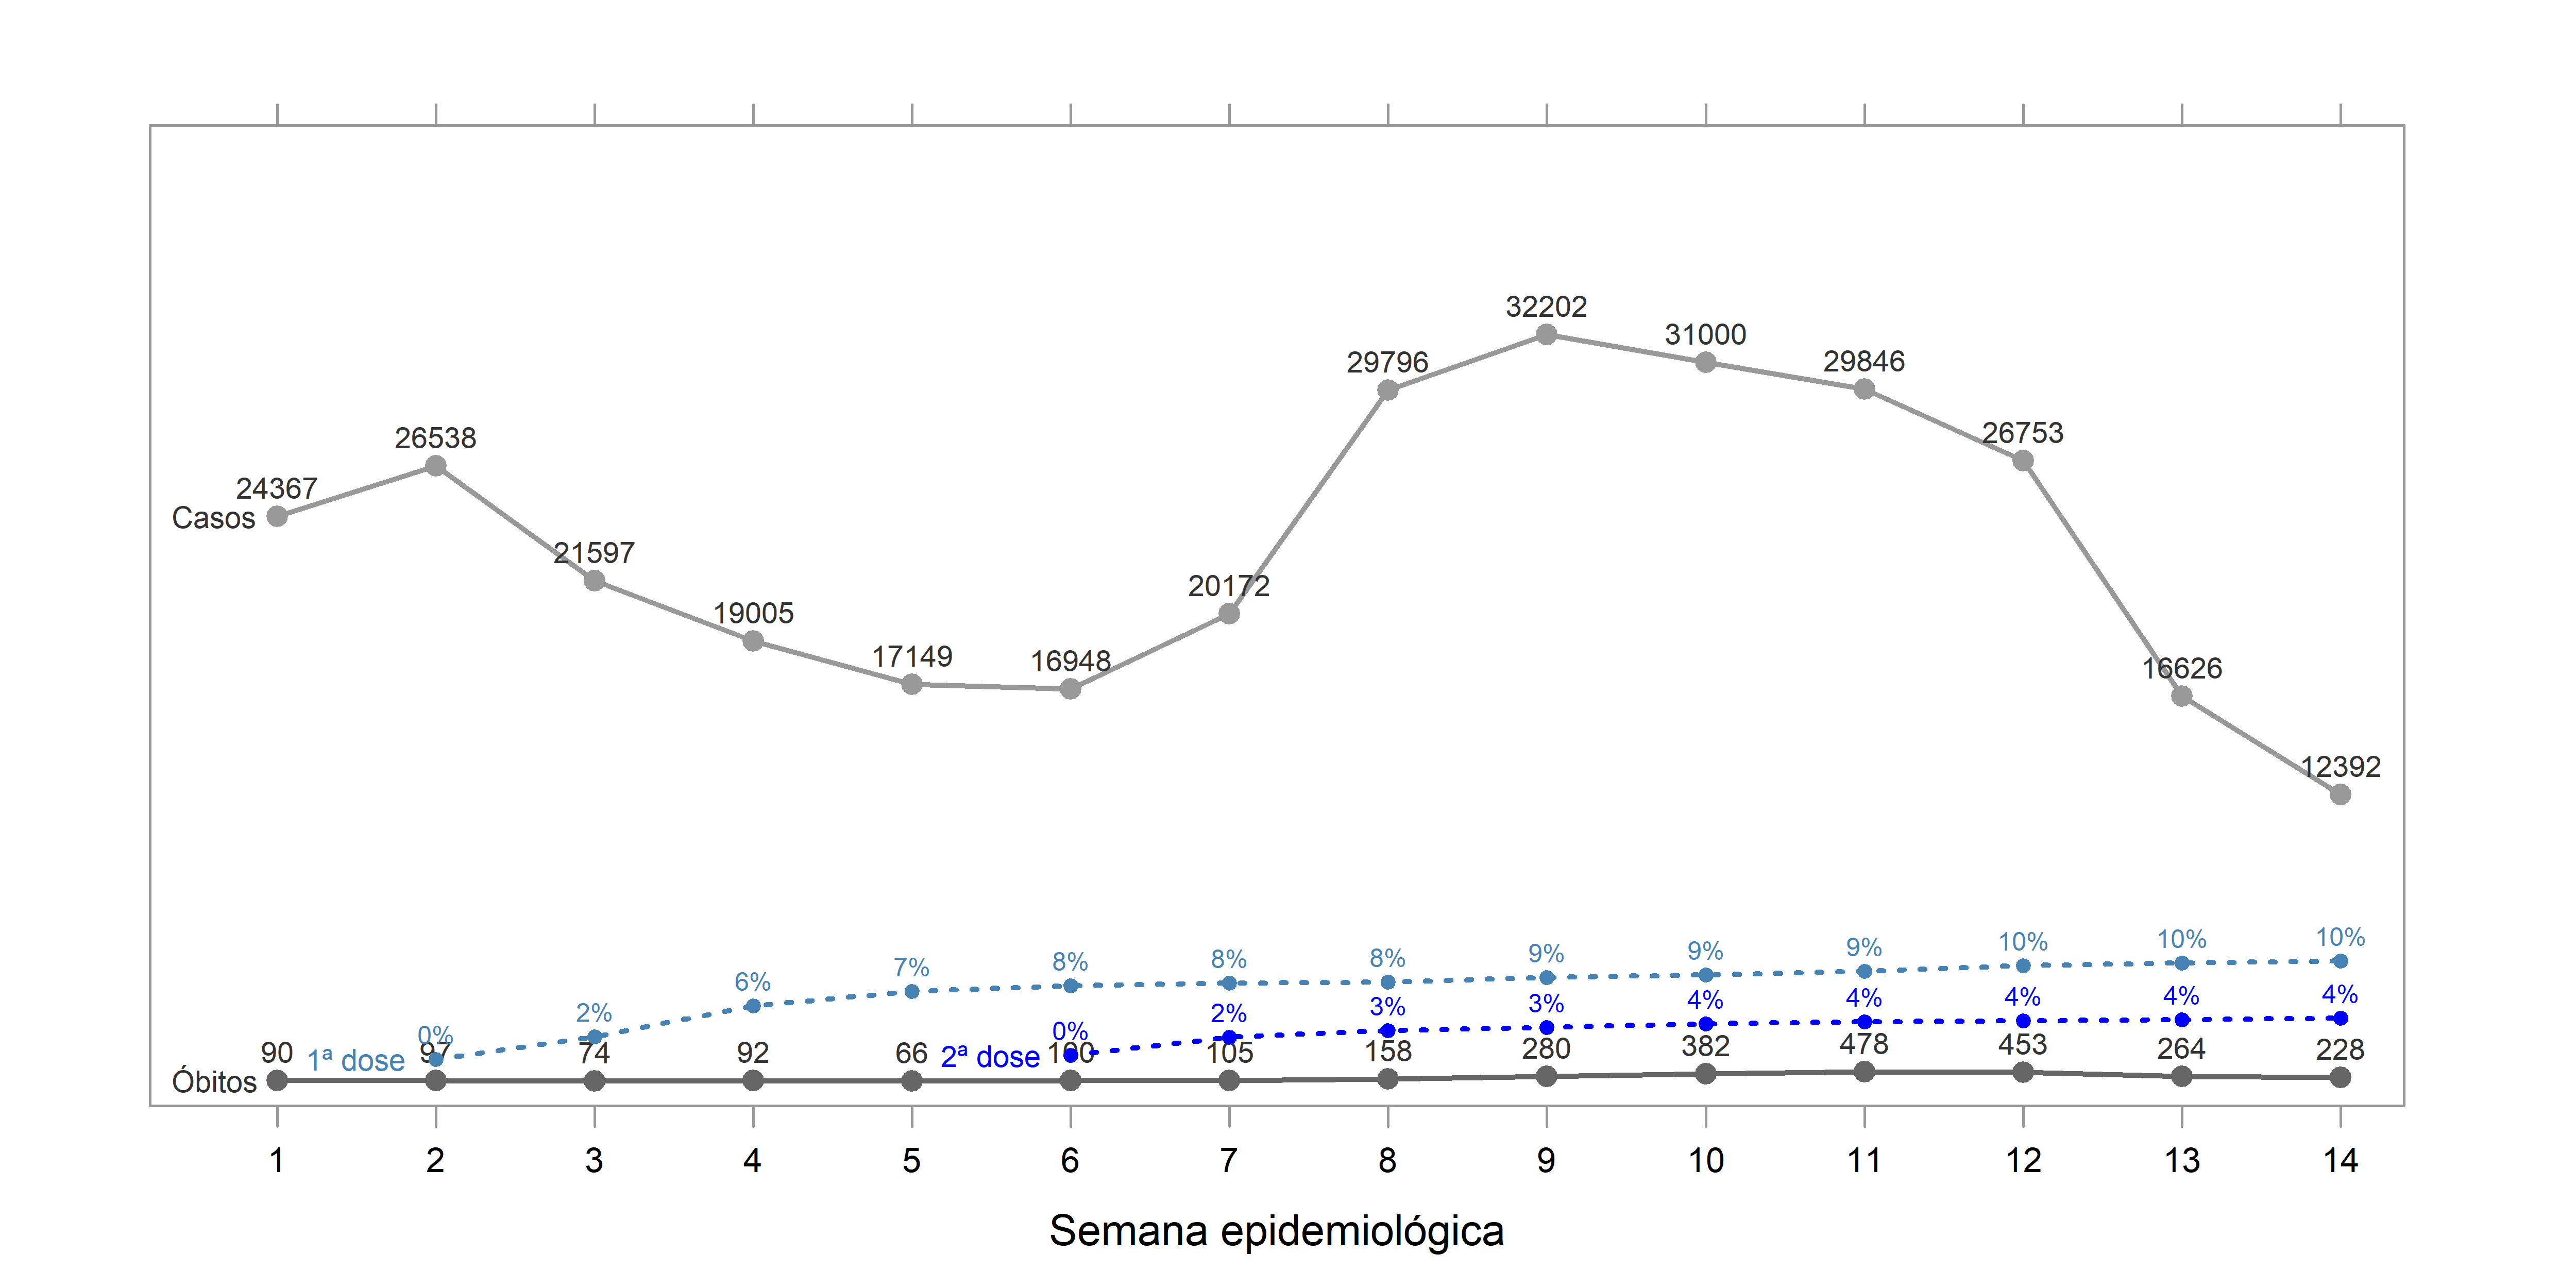 32202
31000
29796
29846
26753
26538
24367
Casos
21597
20172
19005
17149
16948
16626
12392
0% 2% 6% 7% 8% 8% 8% 9% 9% 9% 10% 10% 10%
1ª dose
0% 2% 3% 3% 4% 4% 4% 4% 4%
2ª dose
90 97 74 92 66 100 105 158 280 382 478 453 264 228
Óbitos
1 2 3 4 5 6 7 8 9 10 11 12 13 14
Semana epidemiológica